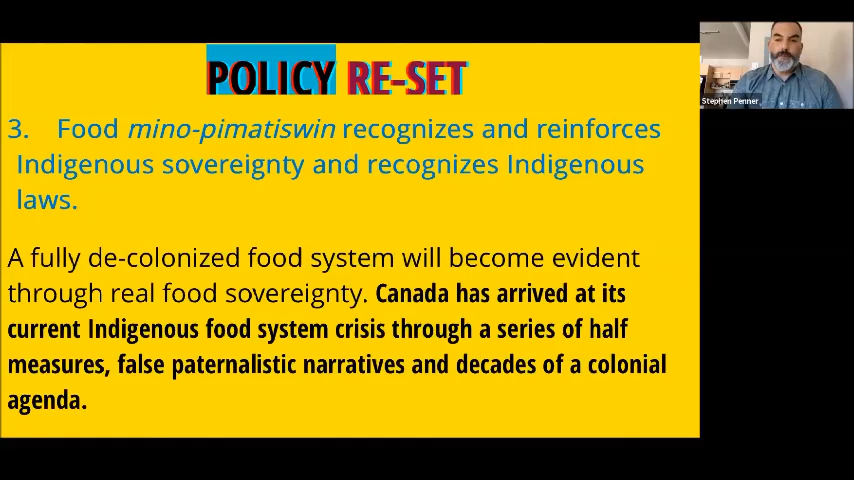 POLICY RE-SET
3. Food mino-pimatiswin recognizes and reinforces
Indigenous sovereignty and recognizes Indigenous
laws.
A fully de-colonized food system will become evident
through real food sovereignty. Canada has arrived at its
current Indigenous food system crisis through a series of half
measures, false paternalistic narratives and decades of a colonial
agenda.
Stephen Penner